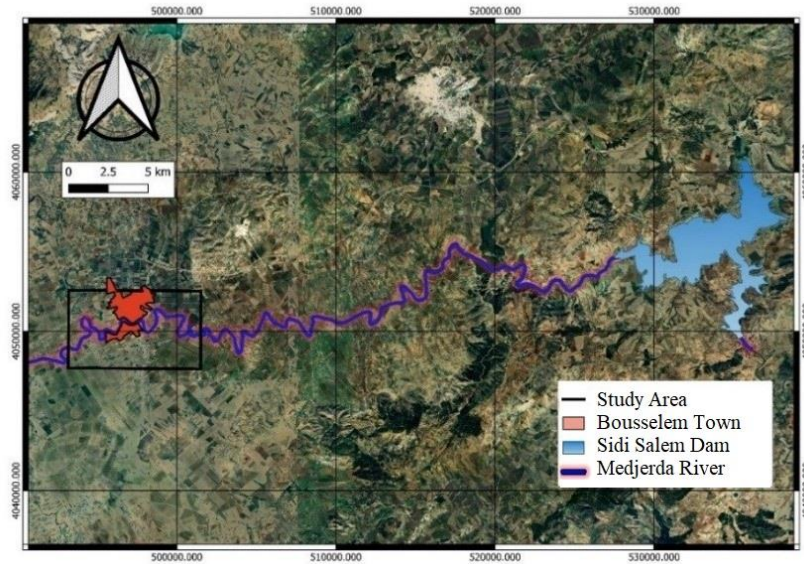 500000.000 510000.000 520000.000 530000.000
0 2.5 5 km
4060000.000
4050000.000
4040000.000
Study Area
Bousselem Town
Sidi Salem Dam
Medjerda River
500000.000 510000.000 520000.000 530000.000